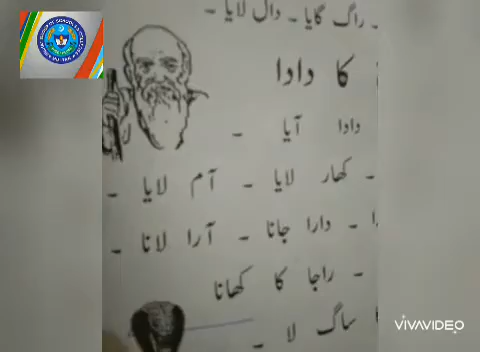 ۔ راگ گایا ۔ دال لایا ۔
کا دادا
دادا آیا ۔
۔ کھار لایا ۔ آم لایا ۔
۔ دارا جانا ۔ آرا لانا ۔
۔ راجا کا کھانا
ساگ لا ۔
VIVAVIDEO